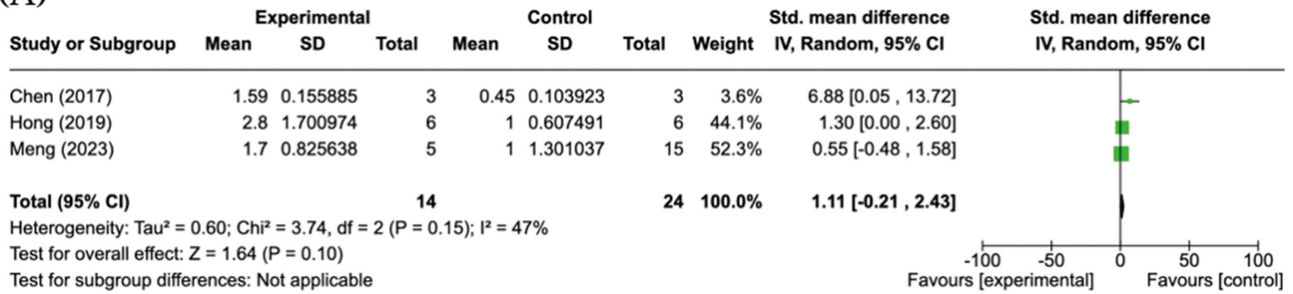 (A)
Experimental Control Std. mean difference Std. mean difference
Study or Subgroup Mean SD Total Mean SD Total Weight IV, Random, 95% CI IV, Random, 95% CI
Chen (2017) 1.59 0.155885 3 0.45 0.103923 3 3.6% 6.88 [0.05 , 13.72]
Hong (2019) 2.8 1.700974 6 1 0.607491 6 44.1% 1.30 [0.00 , 2.60]
Meng (2023) 1.7 0.825638 5 1 1.301037 15 52.3% 0.55 [-0.48 , 1.58]
Total (95% CI) 14 24 100.0% 1.11 [-0.21 , 2.43]
Heterogeneity: Tau² = 0.60; Chi² = 3.74, df = 2 (P = 0.15); I² = 47%
Test for overall effect: Z = 1.64 (P = 0.10)
Test for subgroup differences: Not applicable
-100 -50 0 50 100
Favours [experimental] Favours [control]